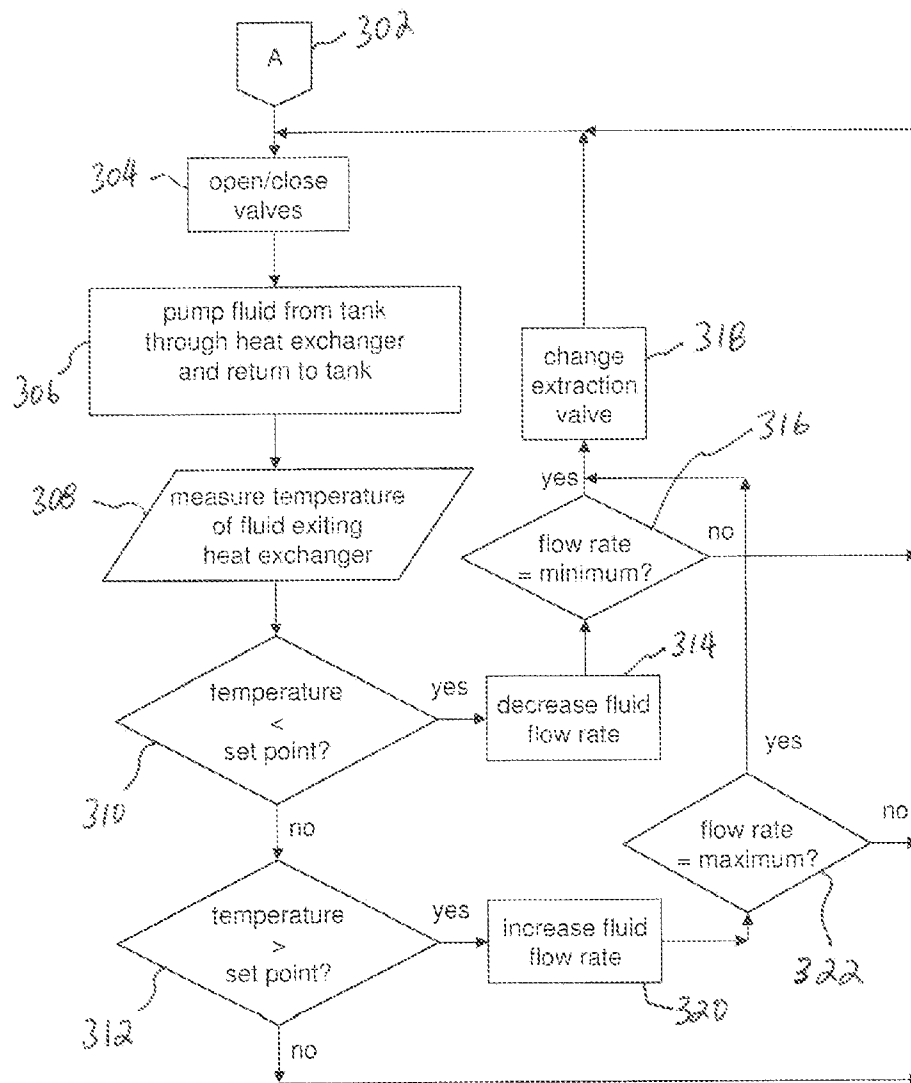 A
302
304
open/close
valves
306
pump fluid from tank
through heat exchanger
and return to tank
308
measure temperature
of fluid exiting
heat exchanger
310
temperature
<
set point?
yes
no
314
decrease fluid
flow rate
316
flow rate
= minimum?
yes
no
318
change
extraction
valve
312
temperature
>
set point?
yes
no
320
increase fluid
flow rate
322
flow rate
= maximum?
yes
no